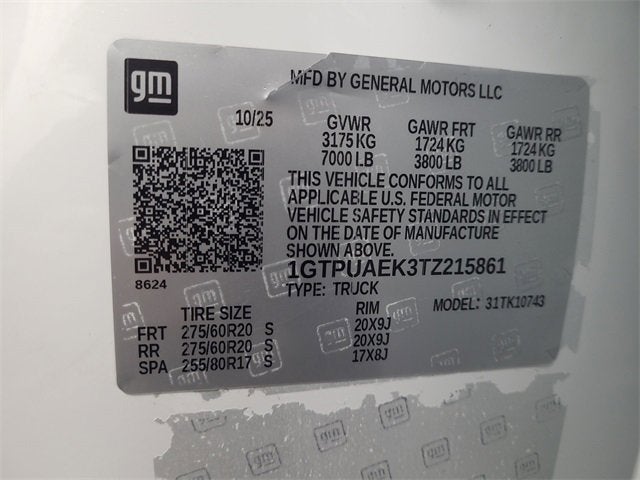 gm
MFD BY GENERAL MOTORS LLC
10/25 GVWR GAWR FRT GAWR RR
3175 KG 1724 KG 1724 KG
7000 LB 3800 LB 3800 LB
THIS VEHICLE CONFORMS TO ALL
APPLICABLE U.S. FEDERAL MOTOR
VEHICLE SAFETY STANDARDS IN EFFECT
ON THE DATE OF MANUFACTURE
SHOWN ABOVE.
1GTPUAEK3TZ215861
8624
TYPE: TRUCK
MODEL: 31TK10743
TIRE SIZE RIM
FRT 275/60R20 S 20X9J
RR 275/60R20 S 20X9J
SPA 255/80R17 S 17X8J